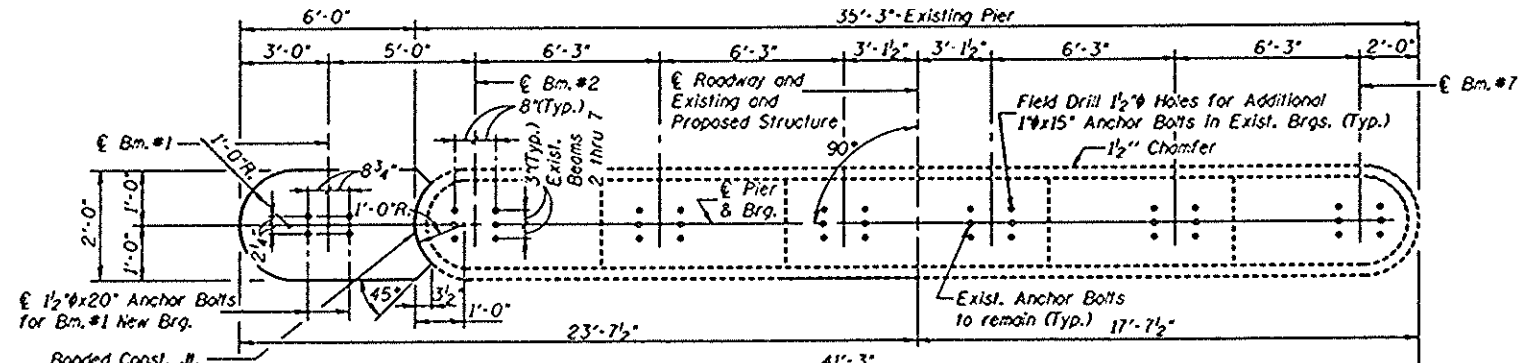 6'-0" 35'-3"-Existing Pier
3'-0" 5'-0" 6'-3" 6'-3" 3'-1½" 3'-1½" 6'-3" 6'-3" 2'-0"
℄ Bm. #2
8"(Typ.)
℄ Roadway and
Existing and
Proposed Structure
℄ Bm. #7
Field Drill 1½"ϕ Holes for Additional
1"ϕx15" Anchor Bolts in Exist. Brgs. (Typ.)
℄ Bm. #1
1'-0"R.
8¾"
3"(Typ.)
Exist.
Beams
2 thru 7
90°
1½" Chamfer
2'-0"
1'-0"
1'-0"
2¼"
1'-0"R.
℄ Pier
& Brg.
℄ 1½"ϕx20" Anchor Bolts
for Bm. #1 New Brg.
45°
3½"
1'-0"
Exist. Anchor Bolts
to remain (Typ.)
23'-7½" 17'-7½"
Bonded Const. Jt.
41'-3"